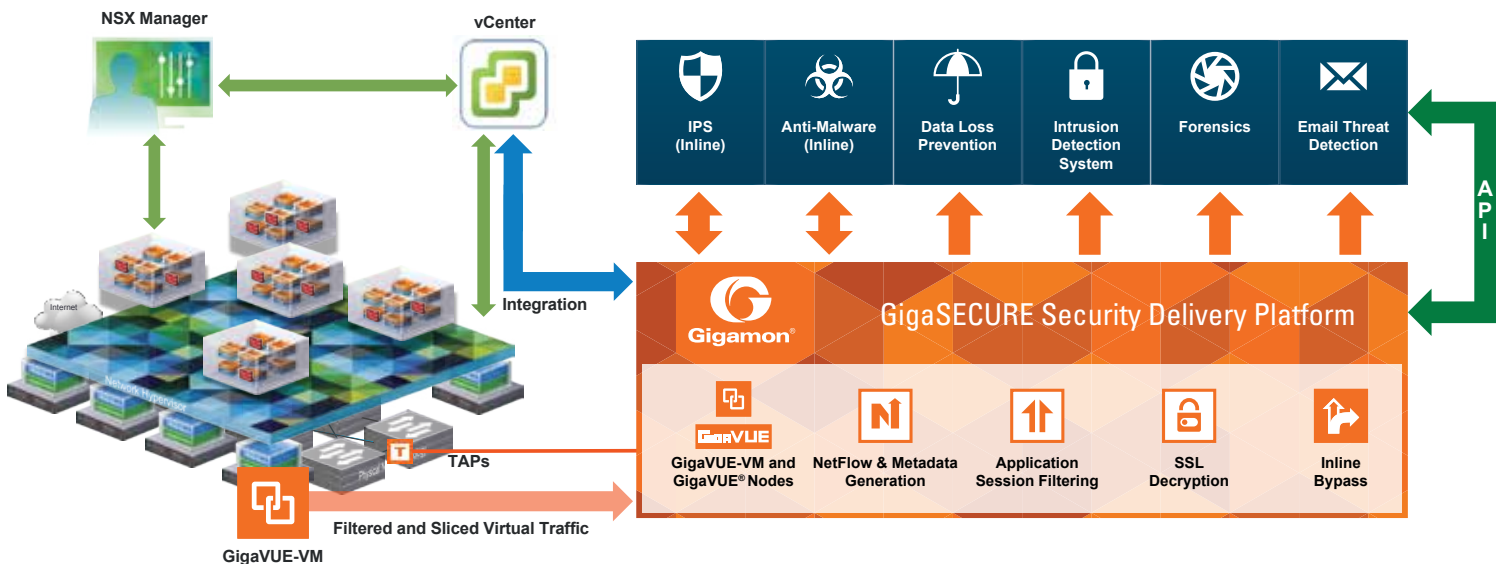 NSX Manager
vCenter
IPS
(Inline)
Anti-Malware
(Inline)
Data Loss
Prevention
Intrusion
Detection
System
Forensics
Email Threat
Detection
API
Internet
Integration
Gigamon®
GigaSECURE Security Delivery Platform
Network Hypervisor
T
TAPs
GigaVUE
GigaVUE-VM and
GigaVUE® Nodes
N
NetFlow & Metadata
Generation
Application
Session Filtering
SSL
Decryption
Inline
Bypass
Filtered and Sliced Virtual Traffic
GigaVUE-VM